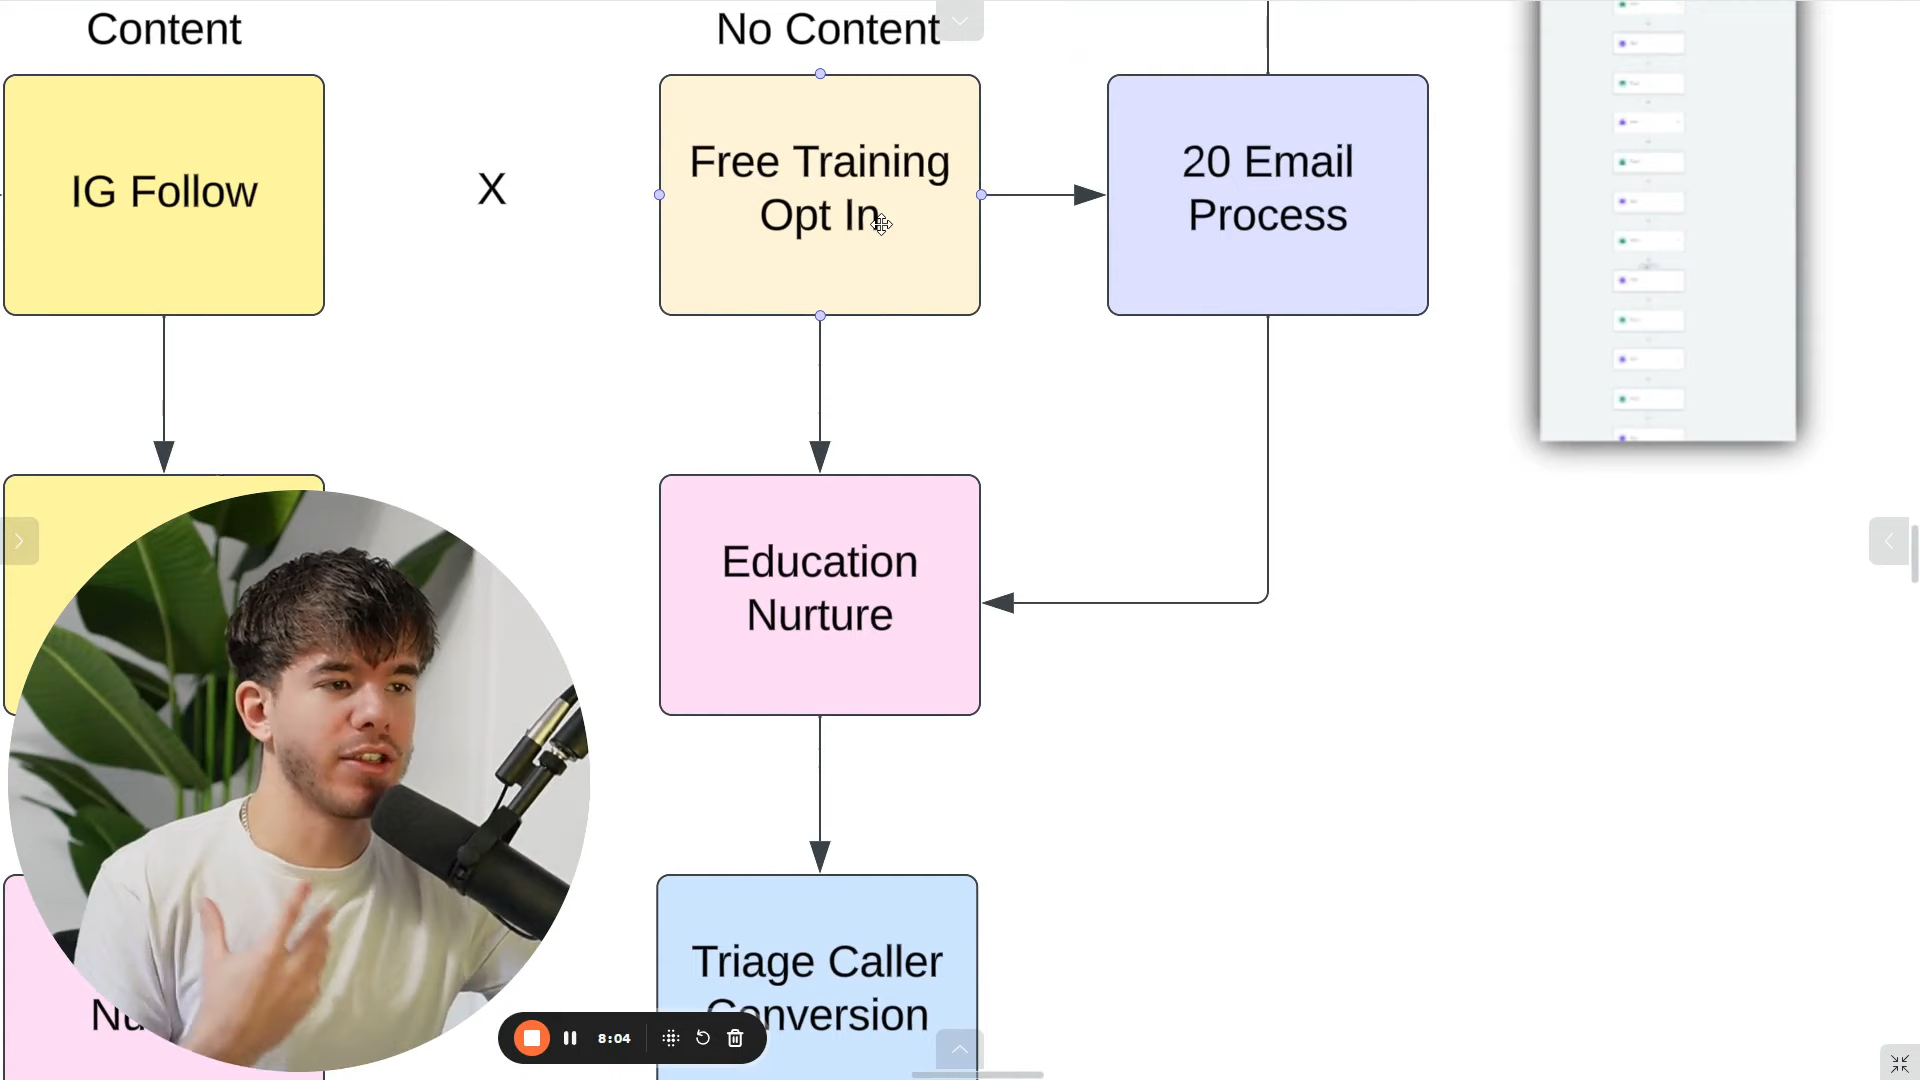 Content
No Content
IG Follow
X
Free Training
Opt In
20 Email
Process
Education
Nurture
Triage Caller
Conversion
8:04